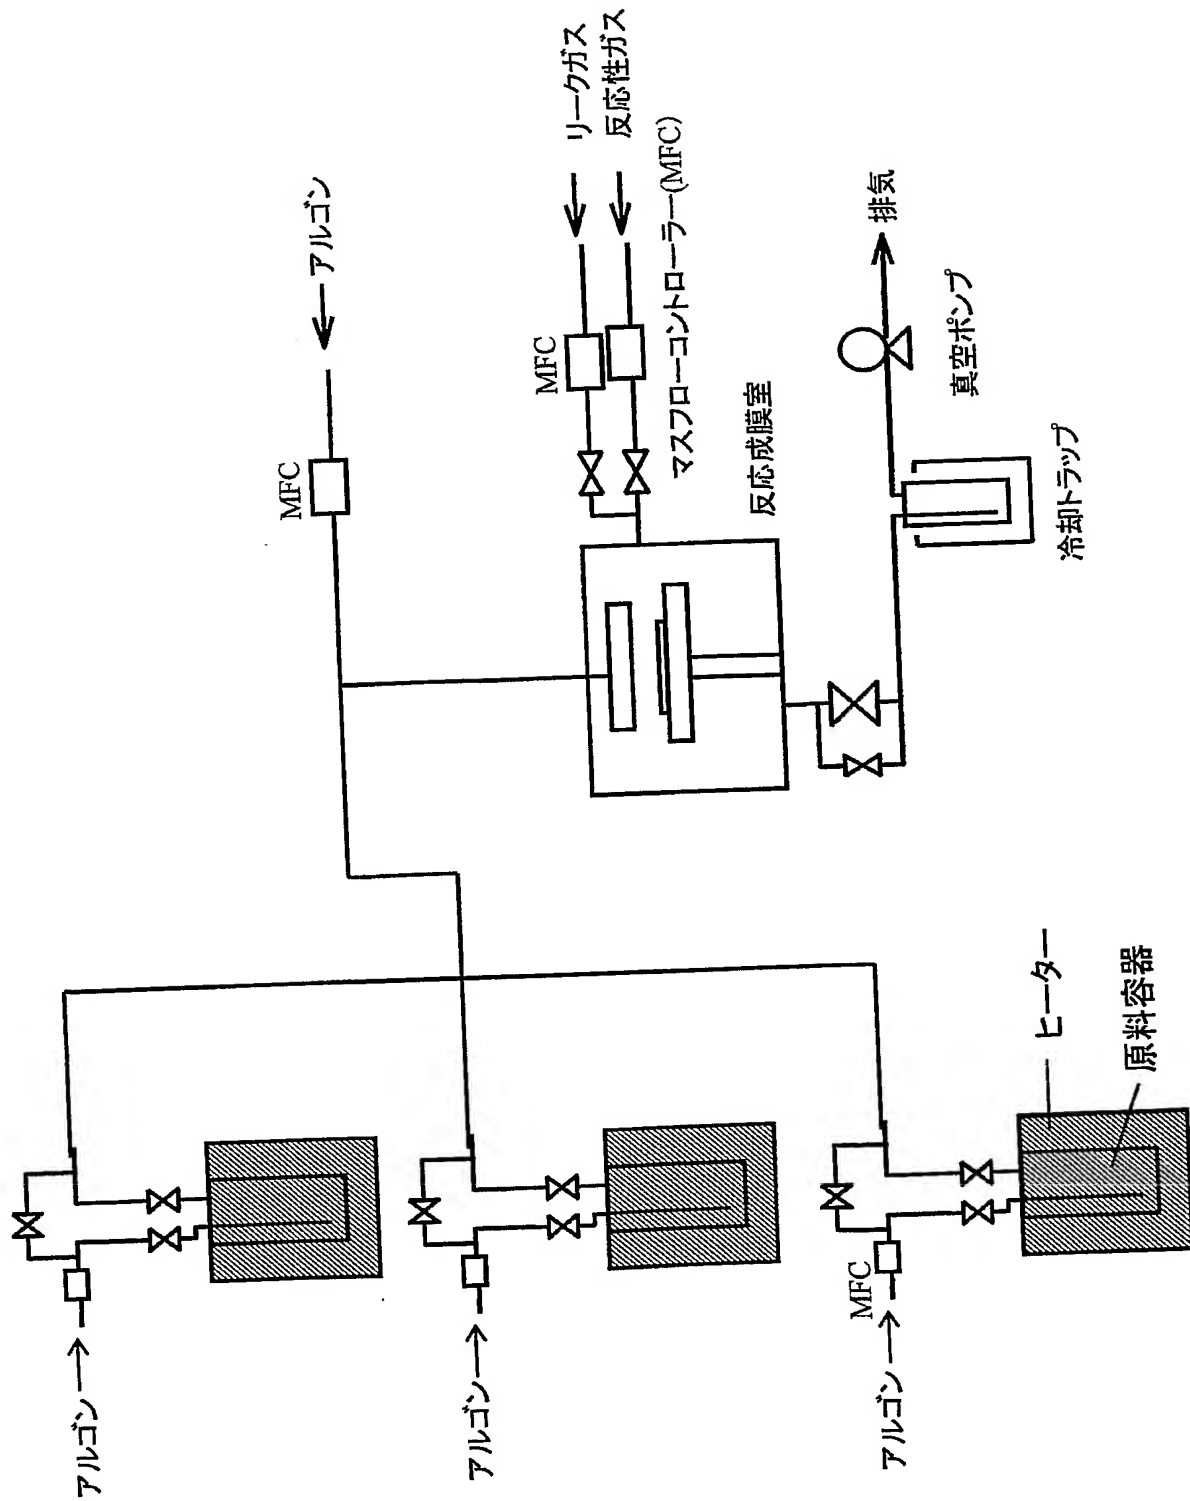 アルゴン
アルゴン
MFC
アルゴン
MFC
アルゴン
MFC
リークガス
反応性ガス
マスフローコントローラー(MFC)
反応成膜室
排気
真空ポンプ
冷却トラップ
ヒーター
原料容器